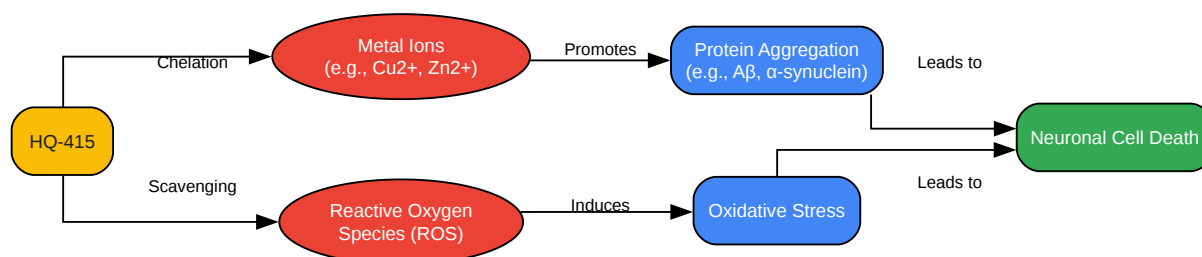 Metal Ions
(e.g., Cu2+, Zn2+)
Promotes
Protein Aggregation
(e.g., Aβ, α-synuclein)
Leads to
Chelation
HQ-415
Neuronal Cell Death
Scavenging
Reactive Oxygen
Species (ROS)
Induces
Oxidative Stress
Leads to